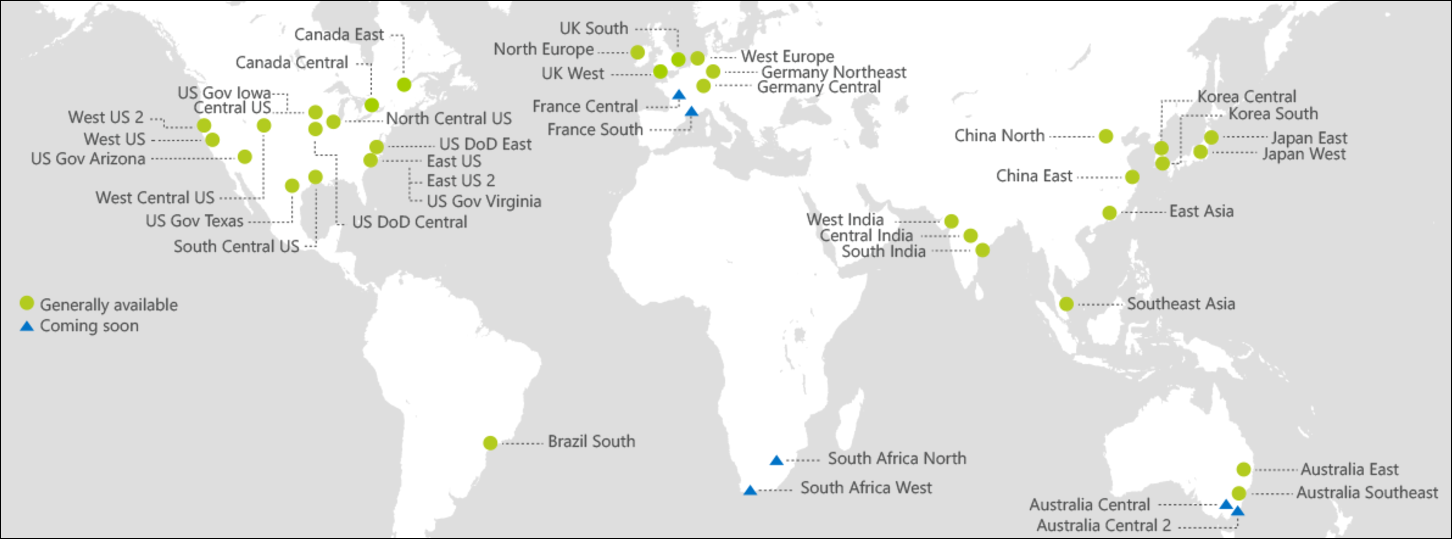 Canada East
Canada Central
US Gov Iowa
Central US
West US 2
West US
US Gov Arizona
North Central US
US DoD East
East US
East US 2
US Gov Virginia
West Central US
US Gov Texas
US DoD Central
South Central US
Generally available
Coming soon
Brazil South
UK South
North Europe
UK West
West Europe
Germany Northeast
Germany Central
France Central
France South
South Africa North
South Africa West
West India
Central India
South India
Korea Central
Korea South
China North
Japan East
Japan West
China East
East Asia
Southeast Asia
Australia East
Australia Southeast
Australia Central
Australia Central 2